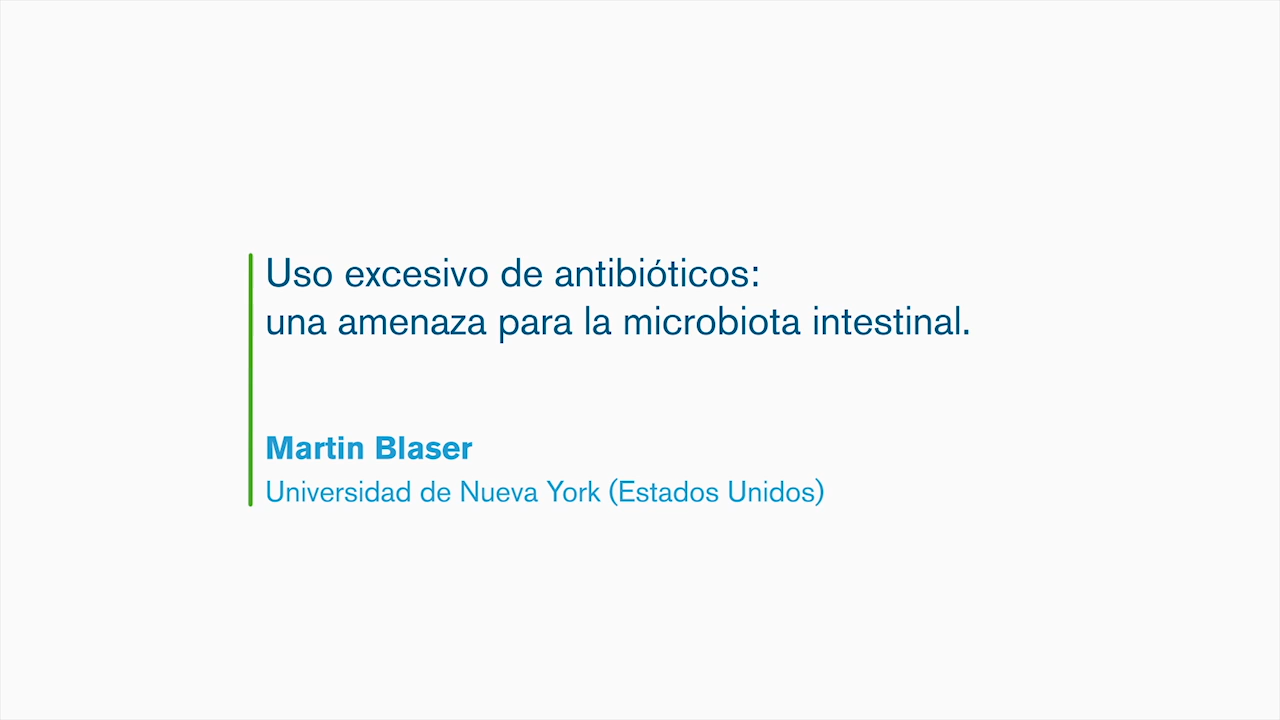 Uso excesivo de antibióticos:
una amenaza para la microbiota intestinal.
Martin Blaser
Universidad de Nueva York (Estados Unidos)